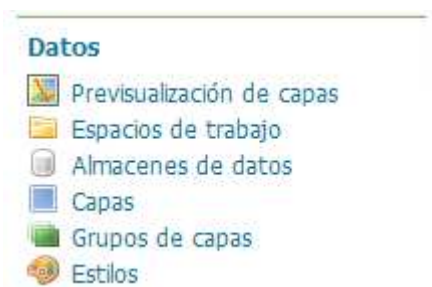 Datos
Previsualización de capas
Espacios de trabajo
Almacenes de datos
Capas
Grupos de capas
Estilos